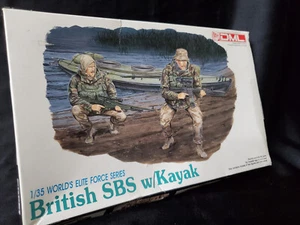 DML
1/35 WORLD'S ELITE FORCE SERIES
British SBS w/Kayak